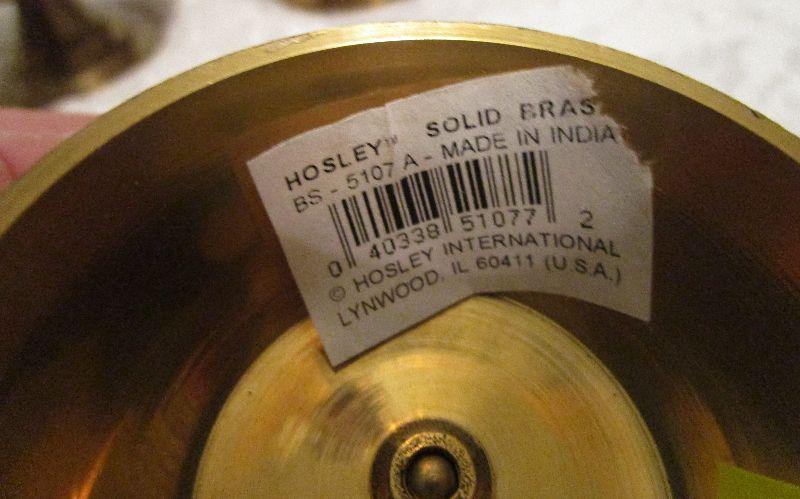 HOSLEY™ SOLID BRAS
BS - 5107 A - MADE IN INDIA
0 40338 51077 2
© HOSLEY INTERNATIONAL
LYNWOOD, IL 60411 (U S.A.)